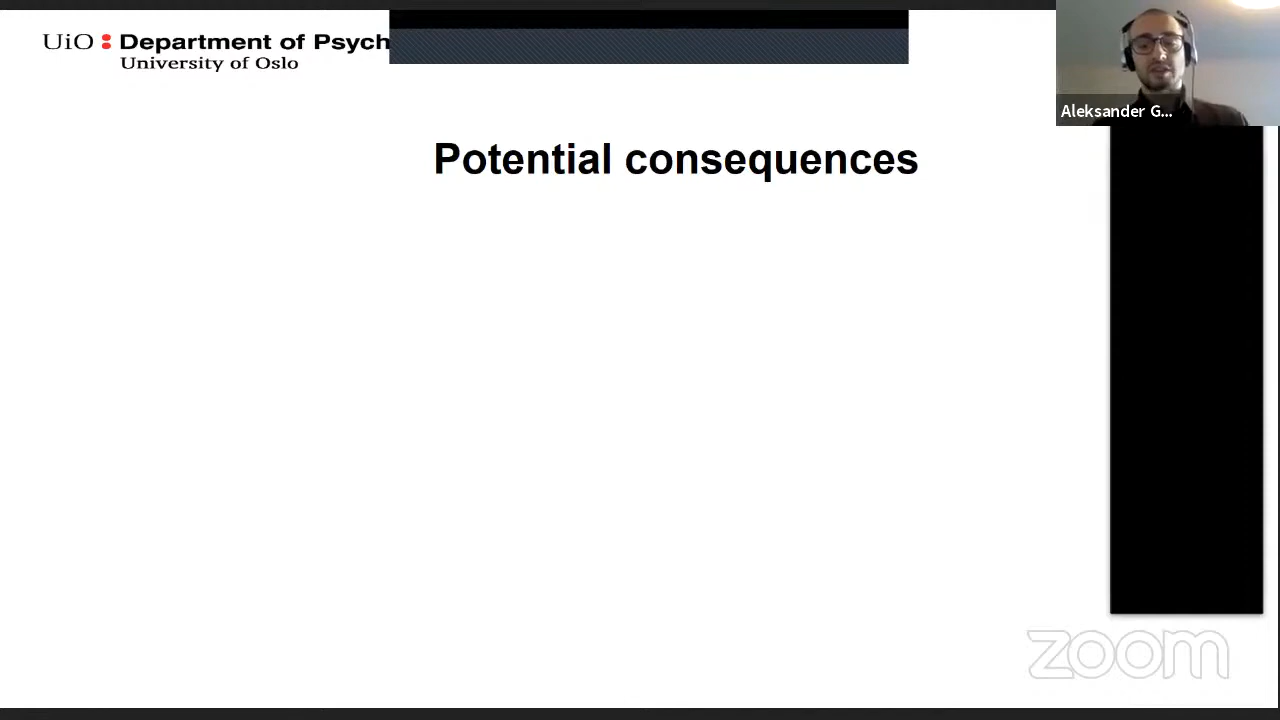 UiO Department of Psych
University of Oslo
Aleksander G...
Potential consequences
zoom